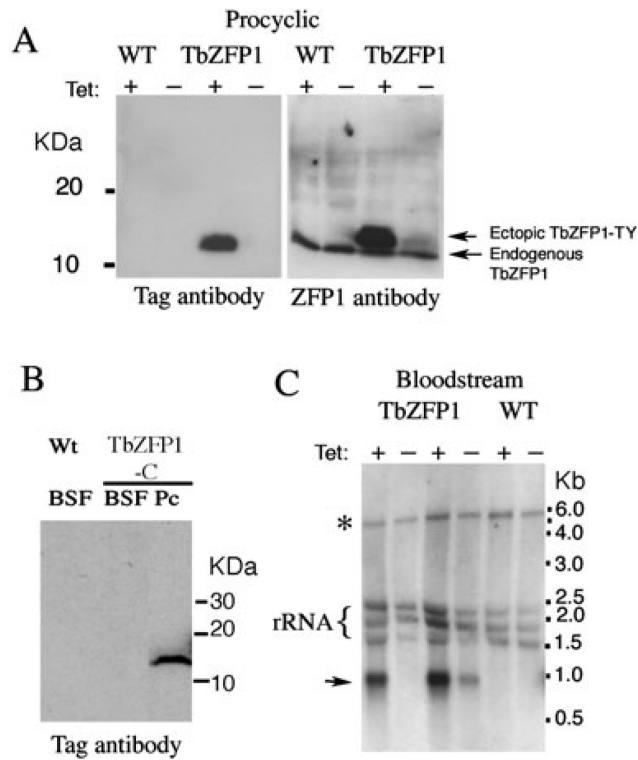 A
Procyclic
WT TbZFP1 WT TbZFP1
Tet: + − + − + − + −
KDa
20
10
Ectopic TbZFP1-TY
Endogenous
TbZFP1
Tag antibody ZFP1 antibody
B
Wt TbZFP1
-C
BSF BSF Pc
KDa
30
20
10
Tag antibody
C
Bloodstream
TbZFP1 WT
Tet: + − + − + −
Kb
6.0
4.0
3.0
2.5
2.0
1.5
1.0
0.5
*
rRNA {